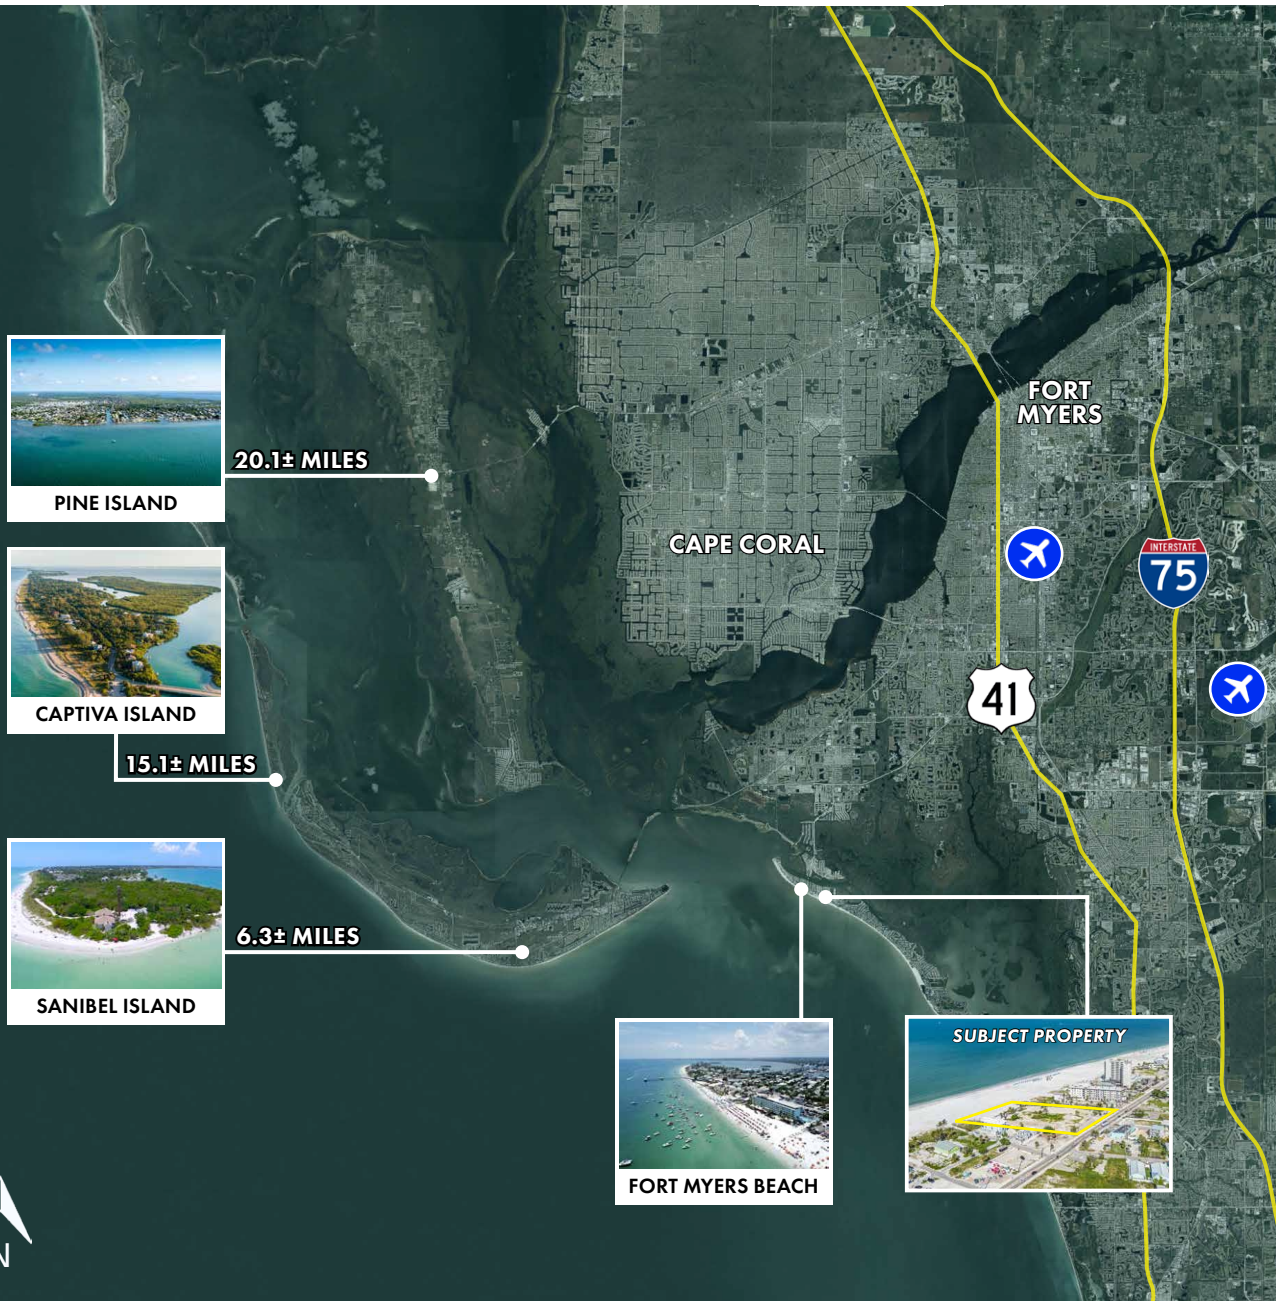 FORT
MYERS
20.1± MILES
PINE ISLAND
CAPE CORAL
INTERSTATE
75
41
CAPTIVA ISLAND
15.1± MILES
6.3± MILES
SANIBEL ISLAND
SUBJECT PROPERTY
FORT MYERS BEACH
N